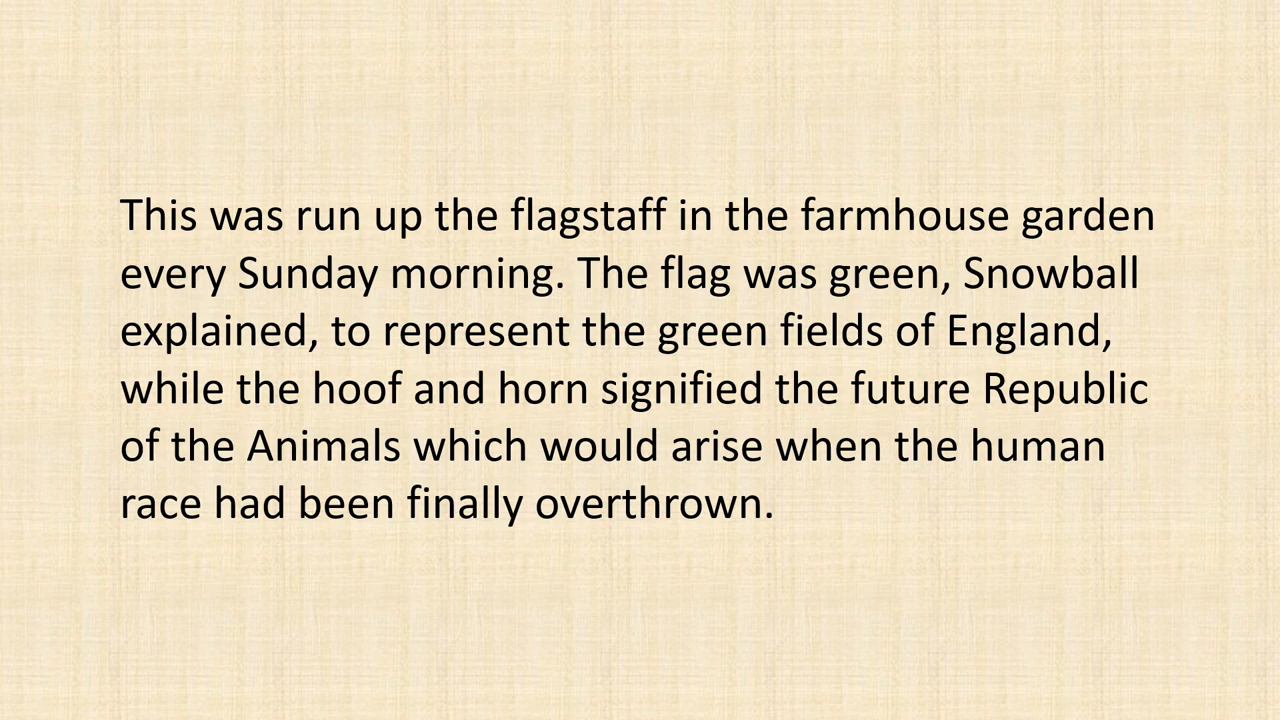 This was run up the flagstaff in the farmhouse garden
every Sunday morning. The flag was green, Snowball
explained, to represent the green fields of England,
while the hoof and horn signified the future Republic
of the Animals which would arise when the human
race had been finally overthrown.